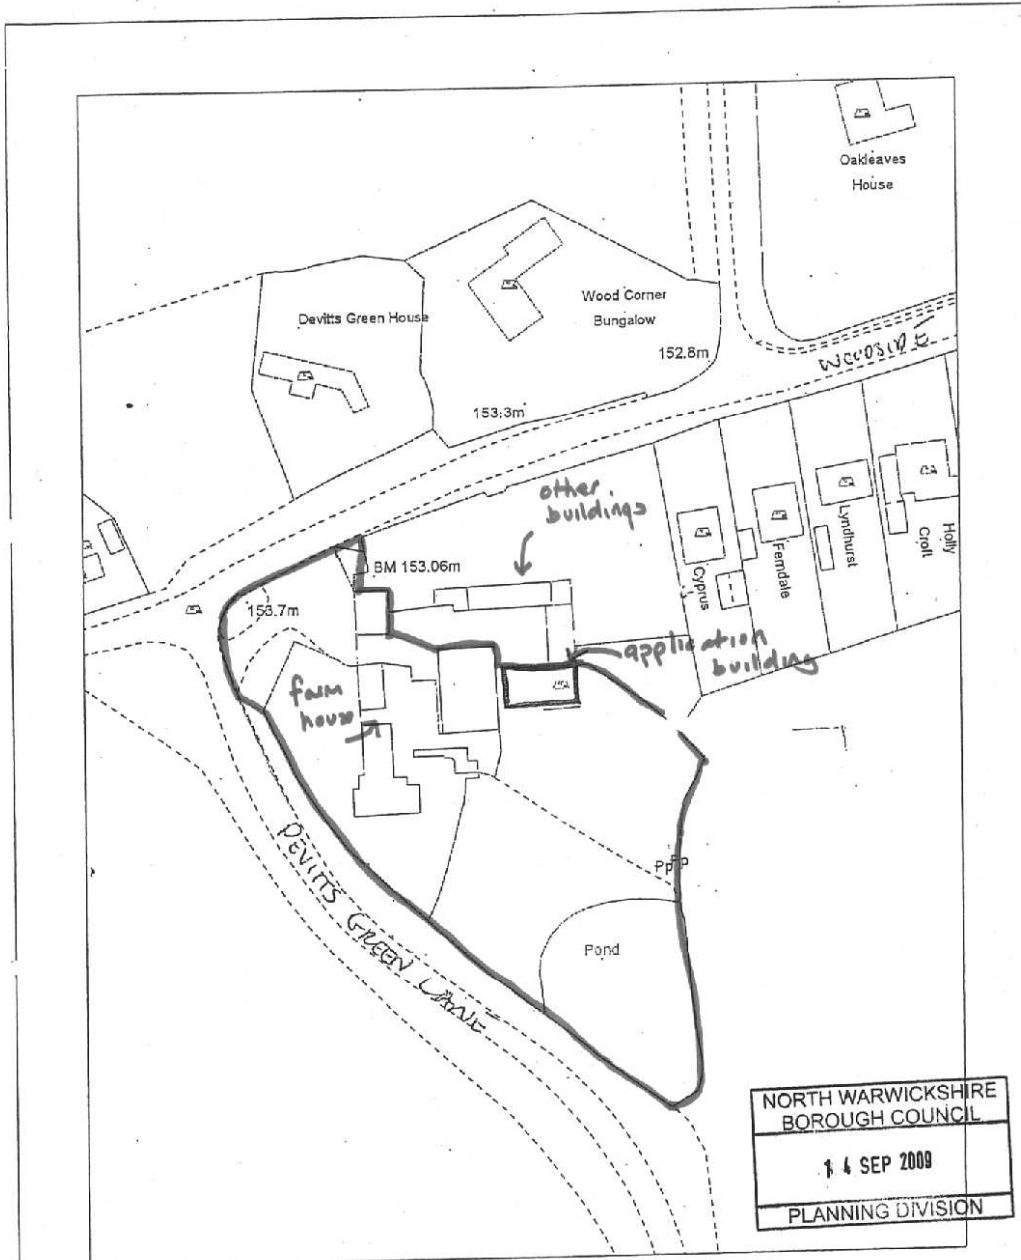 Oakleaves
House
Wood Corner
Bungalow
Devitts Green House
152.8m
WOODSIDE
153.3m
other
buildings
BM 153.06m
153.7m
Cyprus
Ferndale
Lyndhurst
Holly
Croft
application
building
farm
house
DEVITTS GREEN LANE
Pond
NORTH WARWICKSHIRE
BOROUGH COUNCIL
14 SEP 2009
PLANNING DIVISION